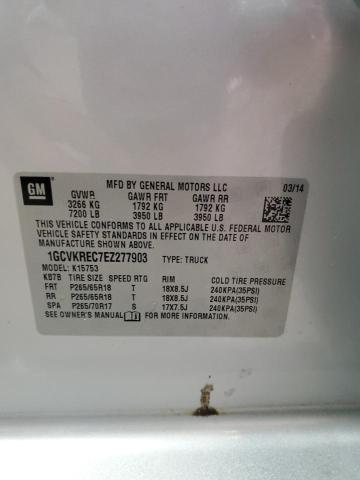 GM
MFD BY GENERAL MOTORS LLC 03/14
GVWR GAWR FRT GAWR RR
3266 KG 1792 KG 1792 KG
7200 LB 3950 LB 3950 LB
THIS VEHICLE CONFORMS TO ALL APPLICABLE U.S. FEDERAL MOTOR
VEHICLE SAFETY STANDARDS IN EFFECT ON THE DATE OF
MANUFACTURE SHOWN ABOVE.
1GCVKREC7EZ277903 TYPE: TRUCK
MODEL: K15753
KB7B TIRE SIZE SPEED RTG RIM COLD TIRE PRESSURE
FRT P265/65R18 T 18X8.5J 240KPA(35PSI)
RR P265/65R18 T 18X8.5J 240KPA(35PSI)
SPA P265/70R17 S 17X7.5J 240KPA(35PSI)
SEE OWNER'S MANUAL FOR MORE INFORMATION